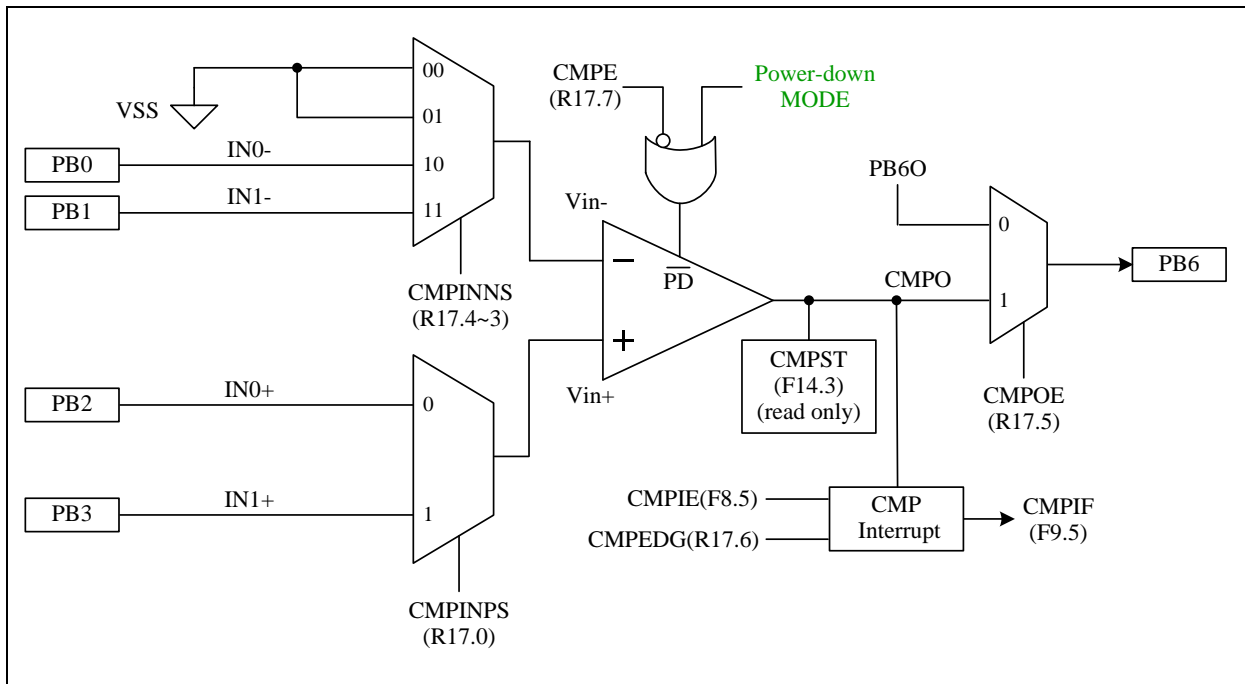 CMPE
(R17.7)
Power-down
MODE
VSS
00
01
10
11
PB0
IN0-
PB1
IN1-
CMPINNS
(R17.4~3)
Vin-
PD
Vin+
PB6O
0
1
PB6
CMPO
CMPST
(F14.3)
(read only)
CMPOE
(R17.5)
PB2
IN0+
0
PB3
IN1+
1
CMPINPS
(R17.0)
CMPIE(F8.5)
CMPEDG(R17.6)
CMP
Interrupt
CMPIF
(F9.5)